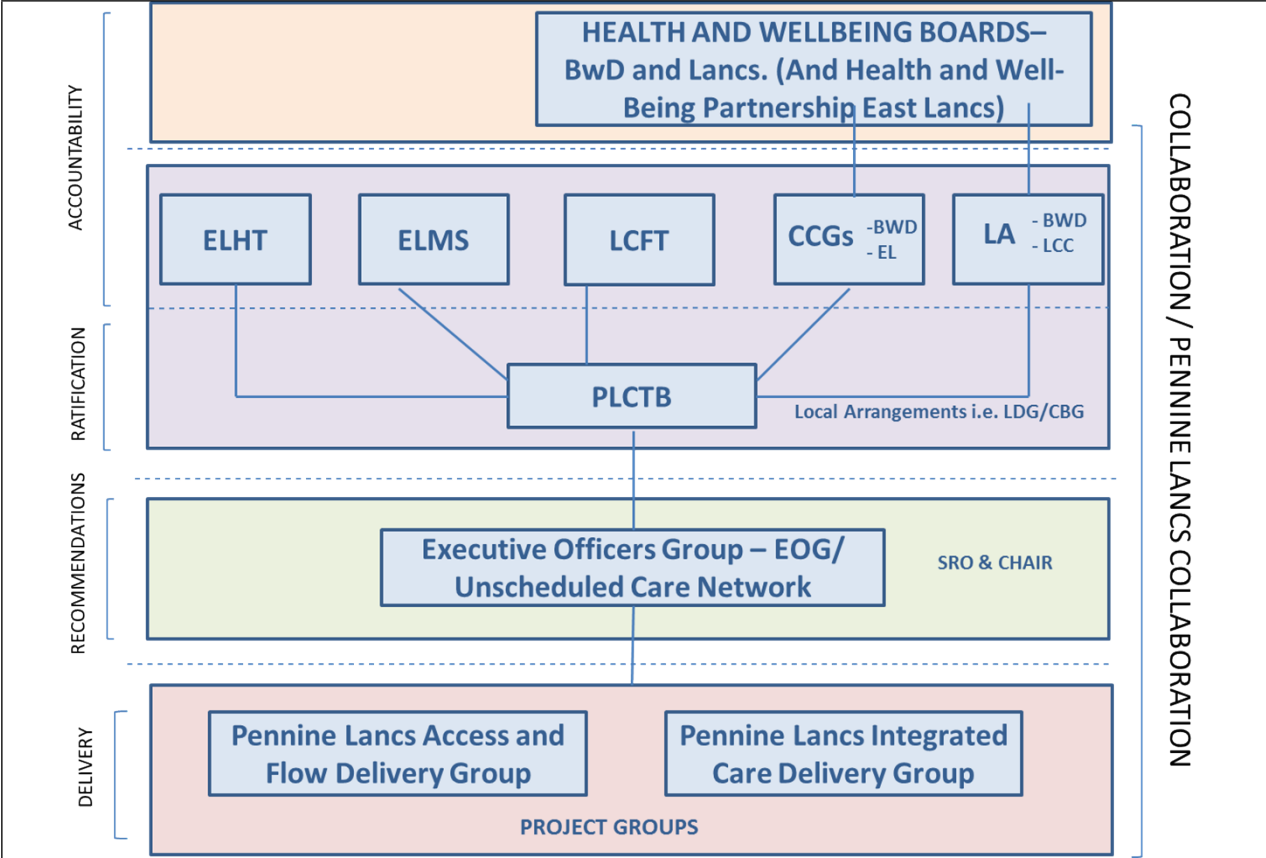 HEALTH AND WELLBEING BOARDS–
BwD and Lancs. (And Health and Well-
Being Partnership East Lancs)
ACCOUNTABILITY
ELHT
ELMS
LCFT
CCGs
-BWD
- EL
LA
- BWD
- LCC
RATIFICATION
PLCTB
Local Arrangements i.e. LDG/CBG
RECOMMENDATIONS
Executive Officers Group – EOG/
Unscheduled Care Network
SRO & CHAIR
DELIVERY
Pennine Lancs Access and
Flow Delivery Group
Pennine Lancs Integrated
Care Delivery Group
PROJECT GROUPS
COLLABORATION / PENNINE LANCS COLLABORATION